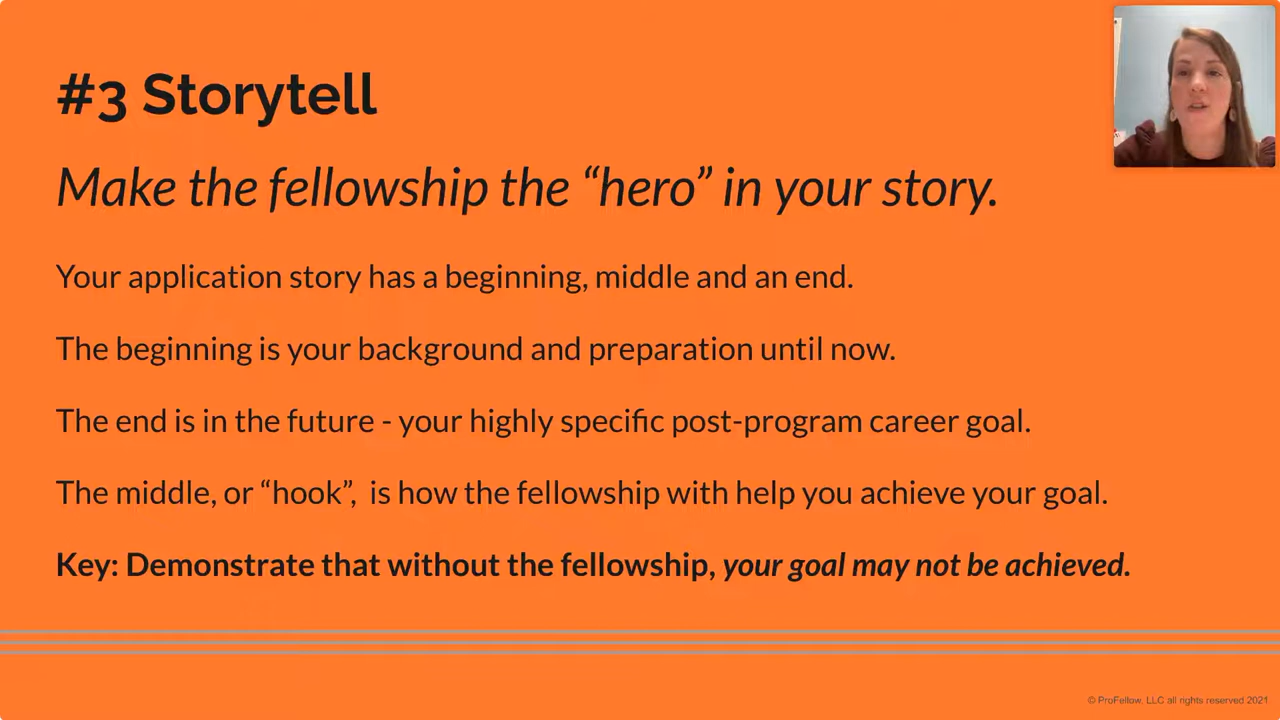 #3 Storytell
Make the fellowship the “hero” in your story.
Your application story has a beginning, middle and an end.
The beginning is your background and preparation until now.
The end is in the future - your highly specific post-program career goal.
The middle, or “hook”,  is how the fellowship with help you achieve your goal.
Key: Demonstrate that without the fellowship, your goal may not be achieved.
© ProFellow, LLC all rights reserved 2021